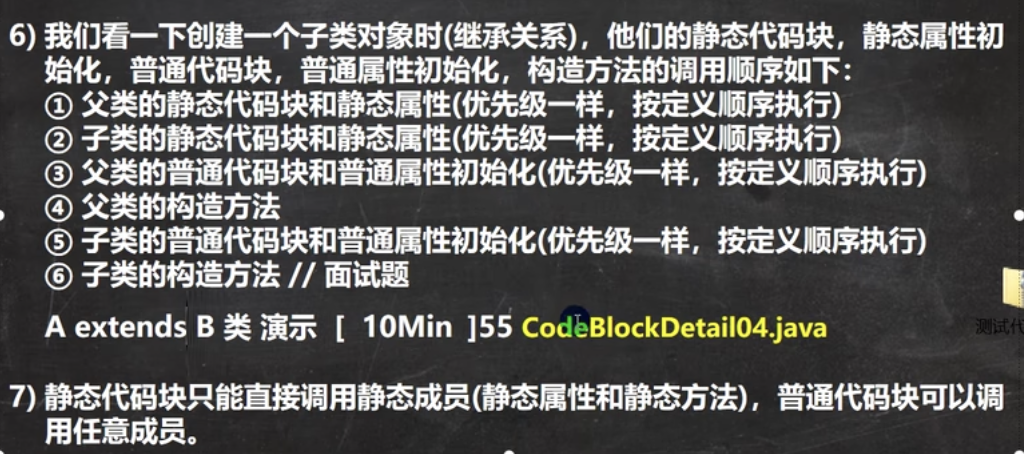 6) 我们看一下创建一个子类对象时(继承关系)，他们的静态代码块，静态属性初
始化，普通代码块，普通属性初始化，构造方法的调用顺序如下：
① 父类的静态代码块和静态属性(优先级一样，按定义顺序执行)
② 子类的静态代码块和静态属性(优先级一样，按定义顺序执行)
③ 父类的普通代码块和普通属性初始化(优先级一样，按定义顺序执行)
④ 父类的构造方法
⑤ 子类的普通代码块和普通属性初始化(优先级一样，按定义顺序执行)
⑥ 子类的构造方法 // 面试题
A extends B 类 演示 [ 10Min ]55 CodeBlockDetail04.java
测试代
7) 静态代码块只能直接调用静态成员(静态属性和静态方法)，普通代码块可以调
用任意成员。